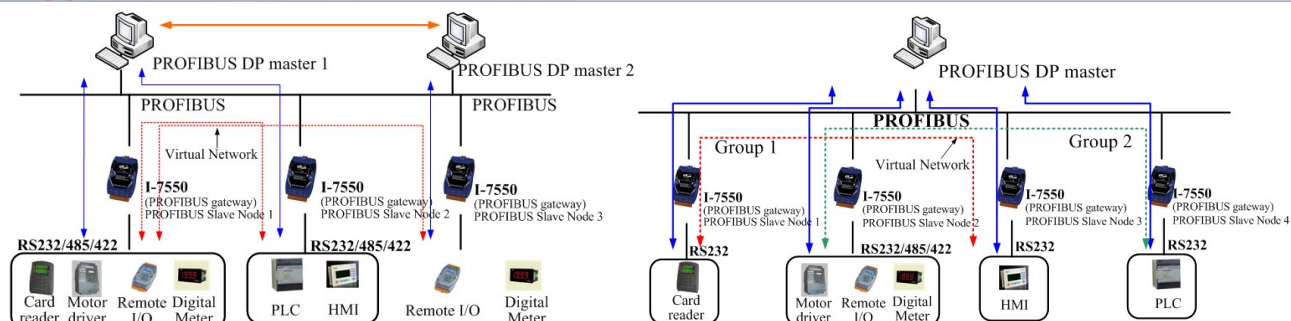 PROFIBUS DP master 1
PROFIBUS DP master 2
PROFIBUS
PROFIBUS
Virtual Network
I-7550
(PROFIBUS gateway)
PROFIBUS Slave Node 1
I-7550
(PROFIBUS gateway)
PROFIBUS Slave Node 2
I-7550
(PROFIBUS gateway)
PROFIBUS Slave Node 3
RS232/485/422
RS232/485/422
Card
reader
Motor
driver
Remote
I/O
Digital
Meter
PLC
HMI
Remote I/O
Digital
Meter
PROFIBUS DP master
PROFIBUS
Group 1
Virtual Network
Group 2
I-7550
(PROFIBUS gateway)
PROFIBUS Slave Node 1
I-7550
(PROFIBUS gateway)
PROFIBUS Slave Node 2
I-7550
(PROFIBUS gateway)
PROFIBUS Slave Node 3
I-7550
(PROFIBUS gateway)
PROFIBUS Slave Node 4
RS232
RS232/485/422
RS232
RS232
Card
reader
Motor
driver
Remote
I/O
Digital
Meter
HMI
PLC